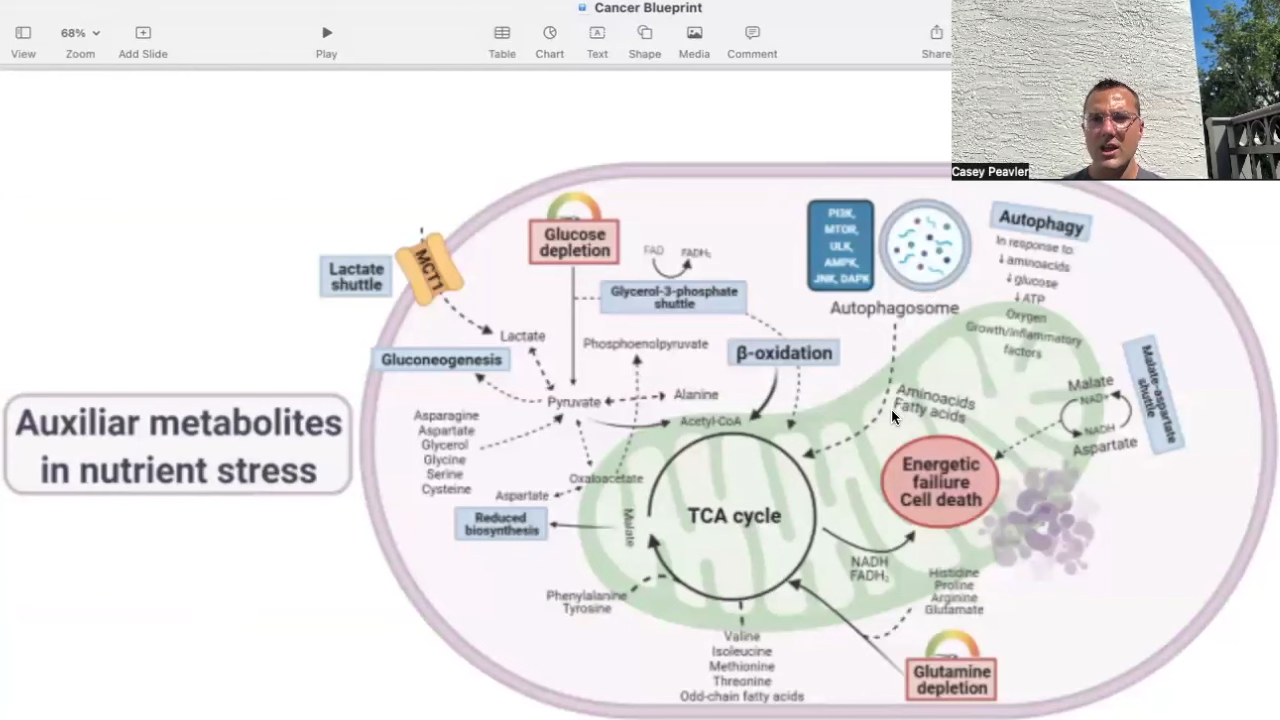 Cancer Blueprint
68%
View
Zoom
Add Slide
Play
Table
Chart
Text
Shape
Media
Comment
Share
Casey Peavler
Auxiliar metabolites
in nutrient stress
Lactate
shuttle
MCT1
Glucose
depletion
FAD
FADH₂
Glycerol-3-phosphate
shuttle
PI3K,
MTOR,
ULK,
AMPK,
JNK, DAPK
Autophagosome
Autophagy
In response to:
↓aminoacids
↓glucose
↓ATP
Oxygen
Growth/inflammatory
factors
Lactate
Phosphoenolpyruvate
β-oxidation
Gluconeogenesis
Pyruvate
Alanine
Acetyl-CoA
Asparagine
Aspartate
Glycerol
Glycine
Serine
Cysteine
Aminoacids
Fatty acids
Malate
NAD+
NADH
Aspartate
Malate-aspartate
shuttle
Oxaloacetate
Aspartate
Reduced
biosynthesis
Malate
TCA cycle
Energetic
failiure
Cell death
NADH
FADH₂
Phenylalanine
Tyrosine
Histidine
Proline
Arginine
Glutamate
Valine
Isoleucine
Methionine
Threonine
Odd-chain fatty acids
Glutamine
depletion